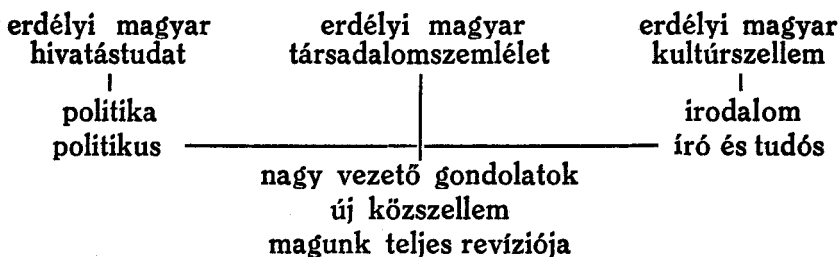 erdélyi magyar erdélyi magyar erdélyi magyar
hivatástudat társadalomszemlélet kultúrszellem
politika irodalom
politikus író és tudós
nagy vezető gondolatok
új közszellem
magunk teljes revíziója